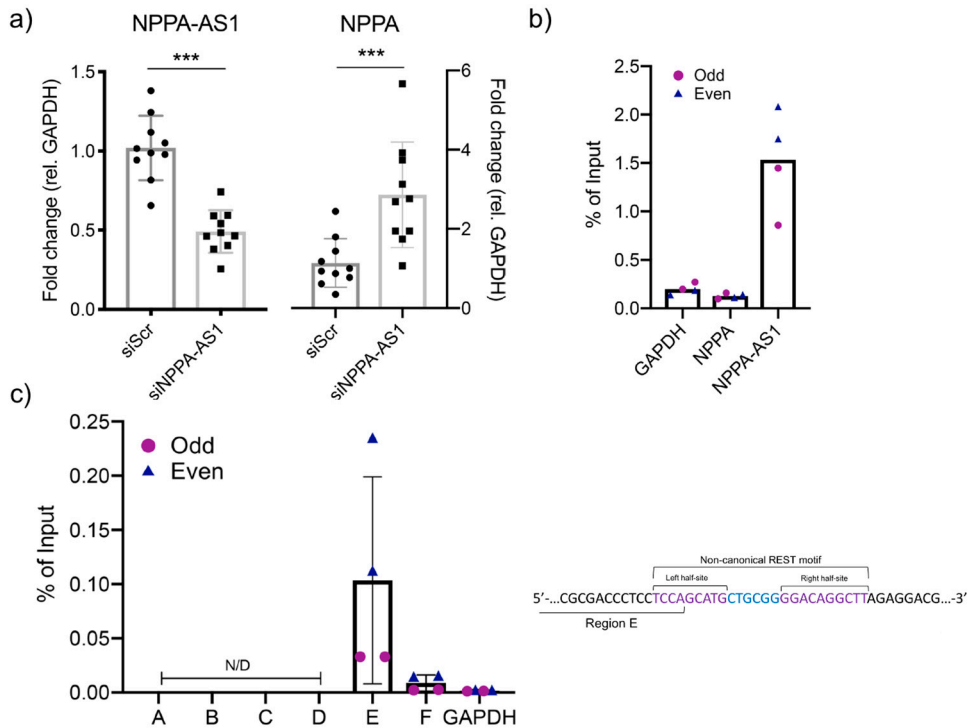 a)
NPPA-AS1
NPPA
***
***
Fold change (rel. GAPDH)
1.5
1.0
0.5
0.0
siScr
siNPPA-AS1
6
4
2
0
Fold change (rel. GAPDH)
siScr
siNPPA-AS1
b)
% of Input
2.5
2.0
1.5
1.0
0.5
0.0
Odd
Even
GAPDH
NPPA
NPPA-AS1
c)
% of Input
0.25
0.20
0.15
0.10
0.05
0.00
Odd
Even
N/D
A B C D E F GAPDH
Non-canonical REST motif
Left half-site Right half-site
5’-...CGCGACCCTCCTCCAGCATGCTGCGGGGACAGGCTTAGAGGACG...-3’
Region E